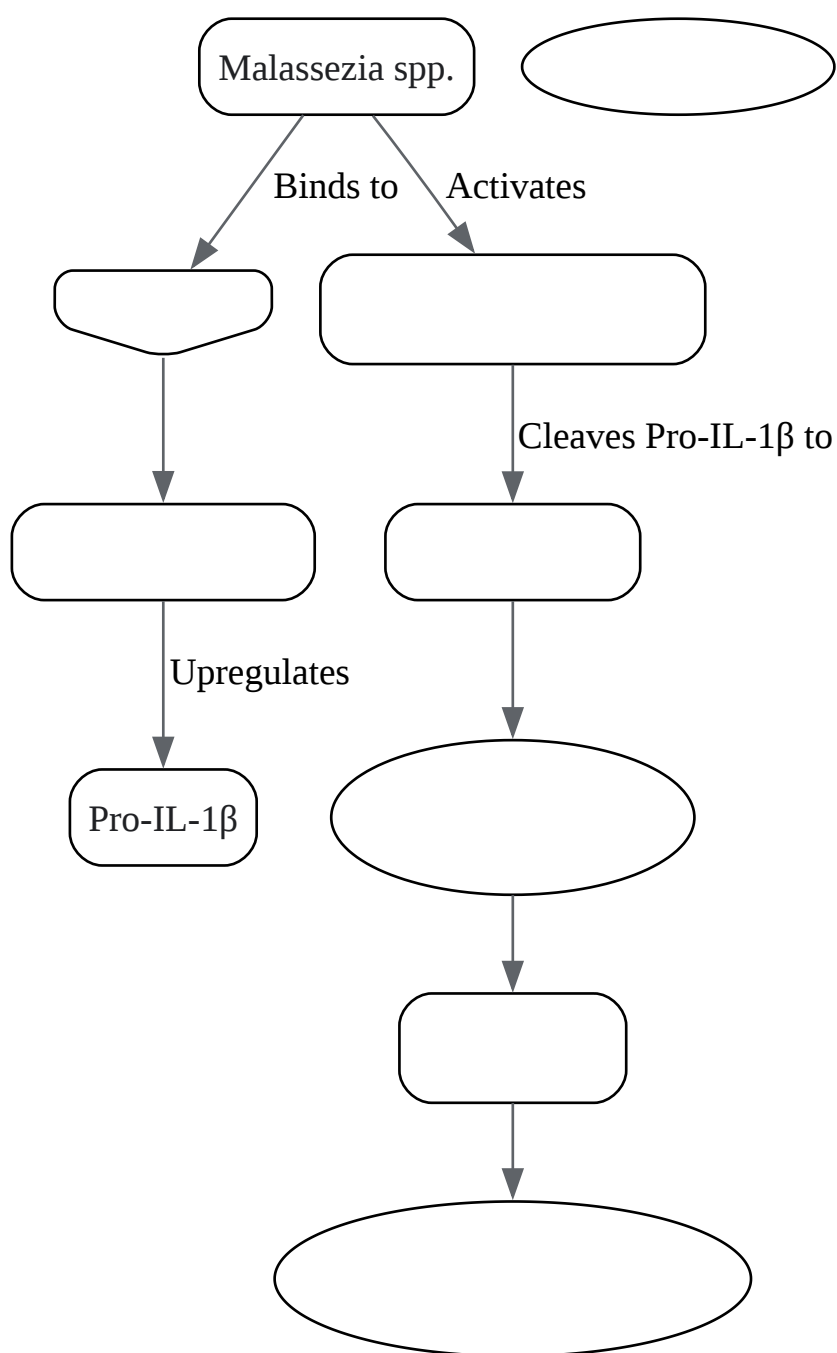 Malassezia spp.
Binds to
Activates
Cleaves Pro-IL-1β to
Upregulates
Pro-IL-1β